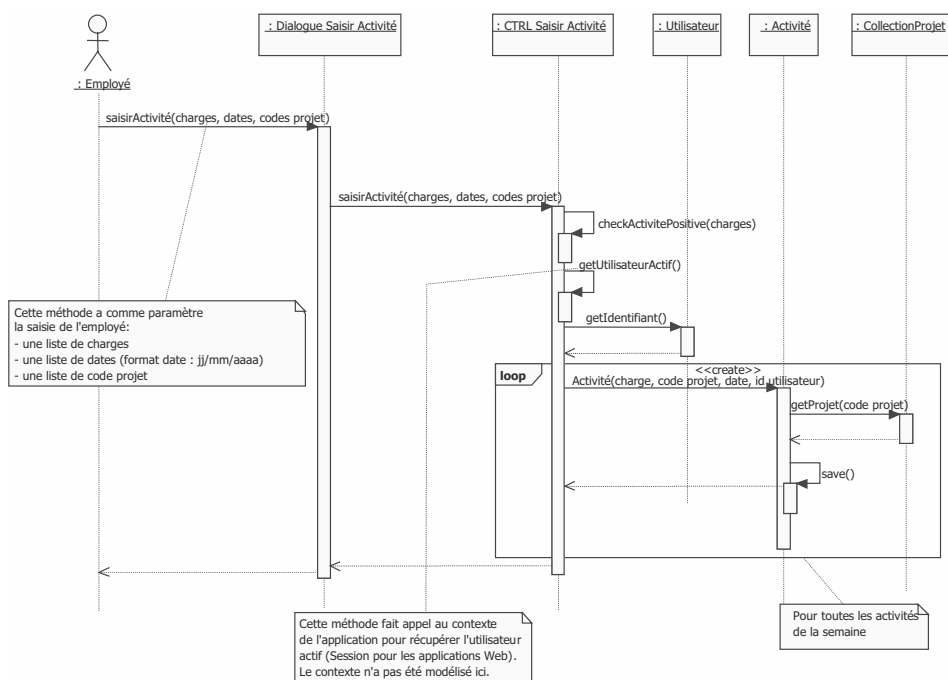 : Dialogue Saisir Activité
: CTRL Saisir Activité
: Utilisateur
: Activité
: CollectionProjet
: Employé
saisirActivité(charges, dates, codes projet)
saisirActivité(charges, dates, codes projet)
checkActivitePositive(charges)
getUtilisateurActif()
Cette méthode a comme paramètre
la saisie de l'employé:
- une liste de charges
- une liste de dates (format date : jj/mm/aaaa)
- une liste de code projet
getIdentifiant()
loop
<<create>>
Activité(charge, code projet, date, id utilisateur)
getProjet(code projet)
save()
Cette méthode fait appel au contexte
de l'application pour récupérer l'utilisateur
actif (Session pour les applications Web).
Le contexte n'a pas été modélisé ici.
Pour toutes les activités
de la semaine